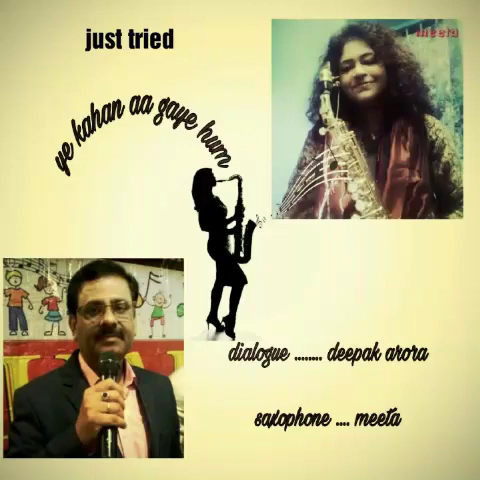 just tried
meeta
ye kahan aa gaye hum
dialogue ........ deepak arora
saxophone .... meeta